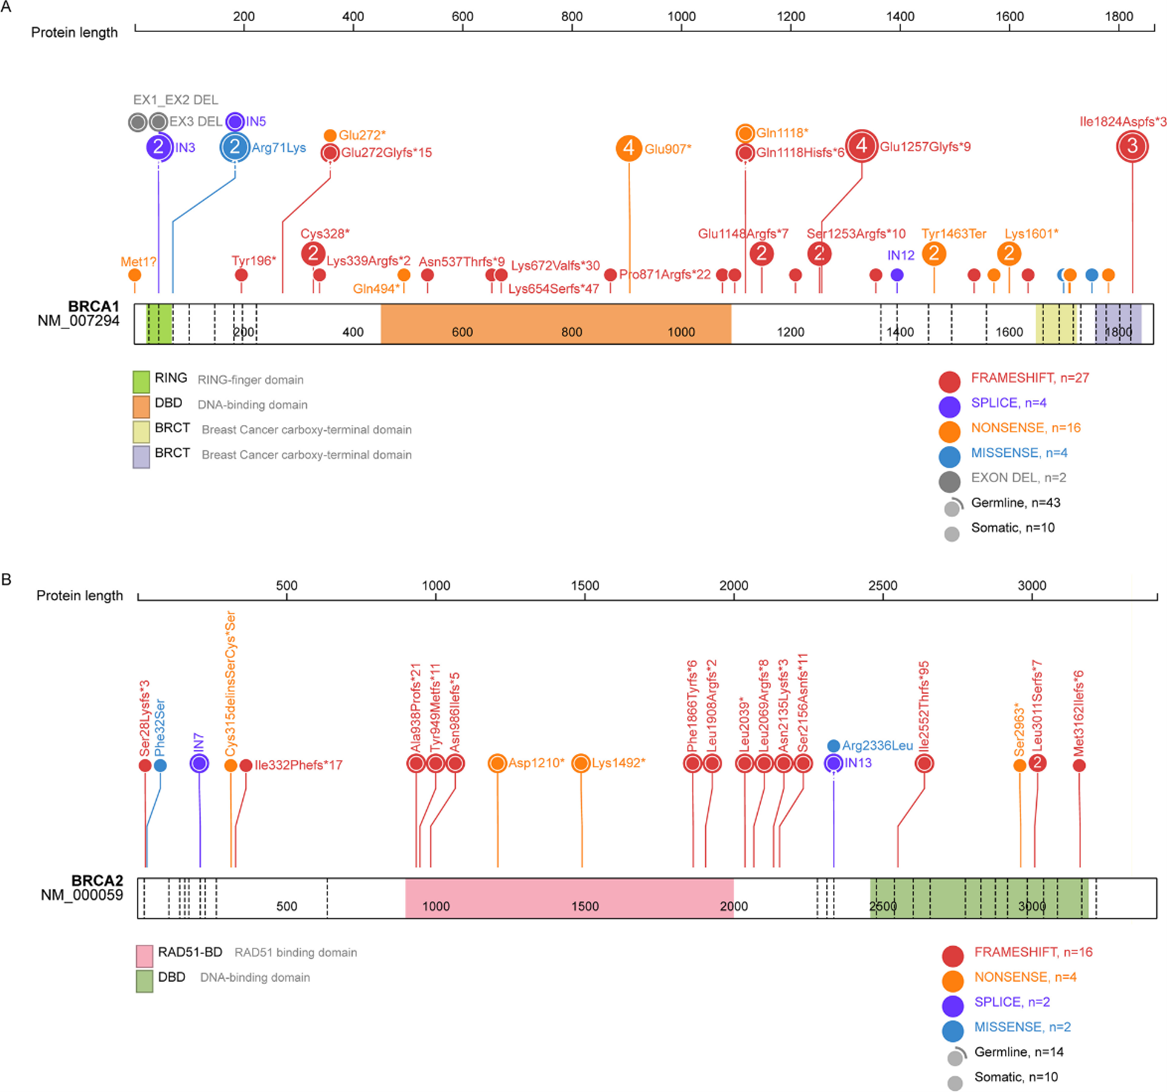 A
Protein length
200 400 600 800 1000 1200 1400 1600 1800
EX1_EX2 DEL
EX3 DEL
IN5
2 IN3
2 Arg71Lys
Glu272*
Glu272Glyfs*15
4 Glu907*
Gln1118*
Gln1118Hisfs*6
4 Glu1257Glyfs*9
Ile1824Aspfs*3
3
Met1?
Tyr196*
Cys328*
2
Lys339Argfs*2
Gln494*
Asn537Thrfs*9
Lys672Valfs*30
Lys654Serfs*47
Pro871Argfs*22
Glu1148Argfs*7
2
Ser1253Argfs*10
2
IN12
Tyr1463Ter
2
Lys1601*
2
BRCA1
NM_007294
200 400 600 800 1000 1200 1400 1600 1800
RING RING-finger domain
DBD DNA-binding domain
BRCT Breast Cancer carboxy-terminal domain
BRCT Breast Cancer carboxy-terminal domain
FRAMESHIFT, n=27
SPLICE, n=4
NONSENSE, n=16
MISSENSE, n=4
EXON DEL, n=2
Germline, n=43
Somatic, n=10
B
Protein length
500 1000 1500 2000 2500 3000
Ser28Lysfs*3
Phe32Ser
IN7
Cys315delinsSerCys*Ser
Ile332Phefs*17
Ala938Profs*21
Tyr949Metfs*11
Asn986Ilefs*5
Asp1210*
Lys1492*
Phe1866Tyrfs*6
Leu1908Argfs*2
Leu2039*
Leu2069Argfs*8
Asn2135Lysfs*3
Ser2156Asnfs*11
Arg2336Leu
IN13
Ile2552Thrfs*95
Ser2963*
Leu3011Serfs*7
2
Met3162Ilefs*6
BRCA2
NM_000059
500 1000 1500 2000 2500 3000
RAD51-BD RAD51 binding domain
DBD DNA-binding domain
FRAMESHIFT, n=16
NONSENSE, n=4
SPLICE, n=2
MISSENSE, n=2
Germline, n=14
Somatic, n=10